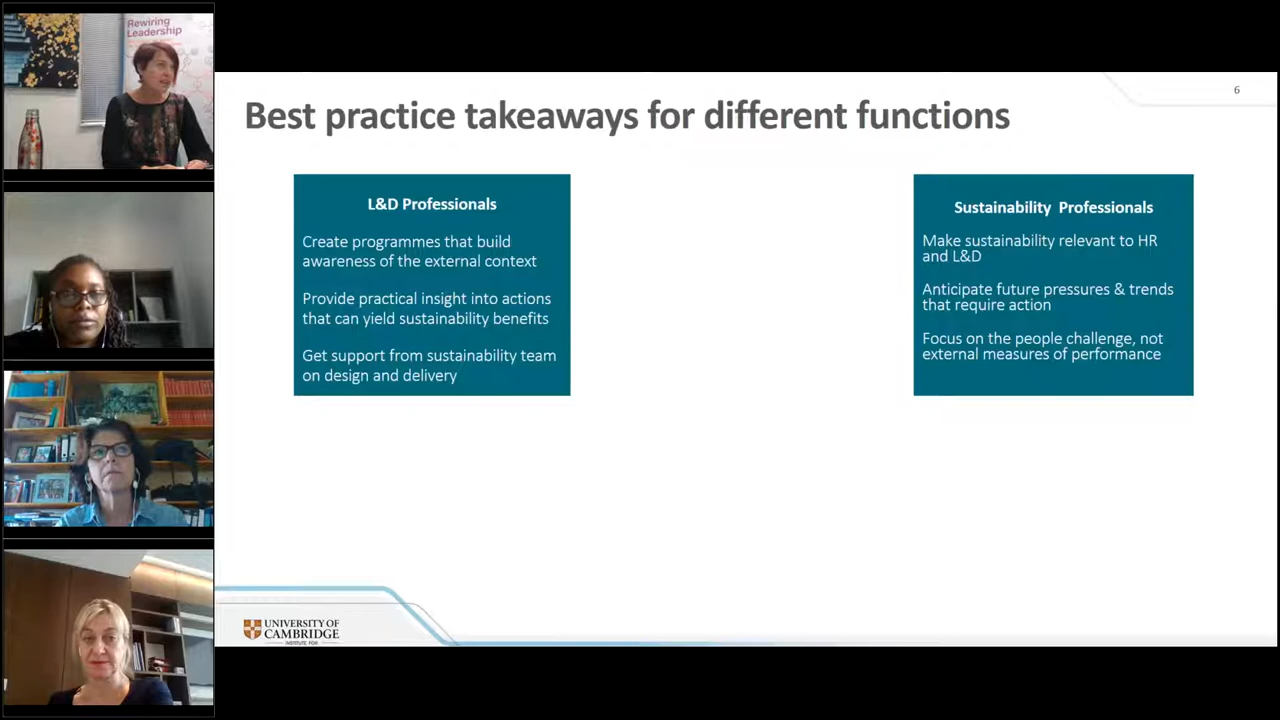 Rewiring
Leadership
6
Best practice takeaways for different functions
L&D Professionals
Create programmes that build
awareness of the external context
Provide practical insight into actions
that can yield sustainability benefits
Get support from sustainability team
on design and delivery
Sustainability Professionals
Make sustainability relevant to HR
and L&D
Anticipate future pressures & trends
that require action
Focus on the people challenge, not
external measures of performance
UNIVERSITY OF
CAMBRIDGE
INSTITUTE FOR